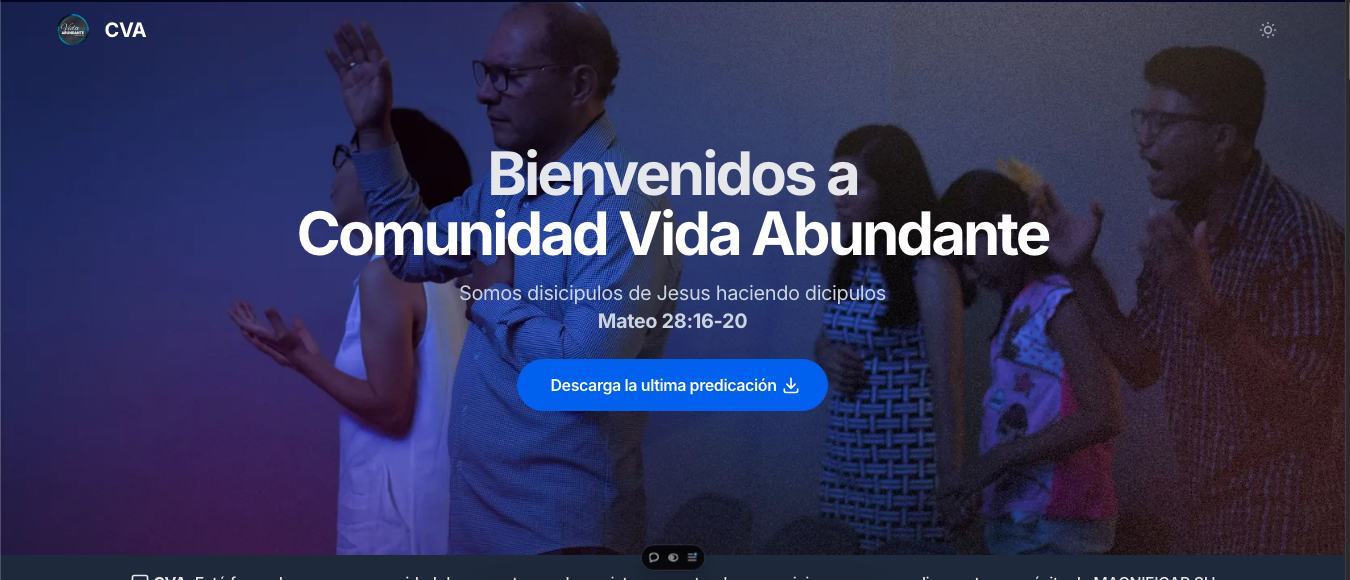 Vida
ABUNDANTE
CVA
Bienvenidos a
Comunidad Vida Abundante
Somos disicipulos de Jesus haciendo dicipulos
Mateo 28:16-20
Descarga la ultima predicación
CVA